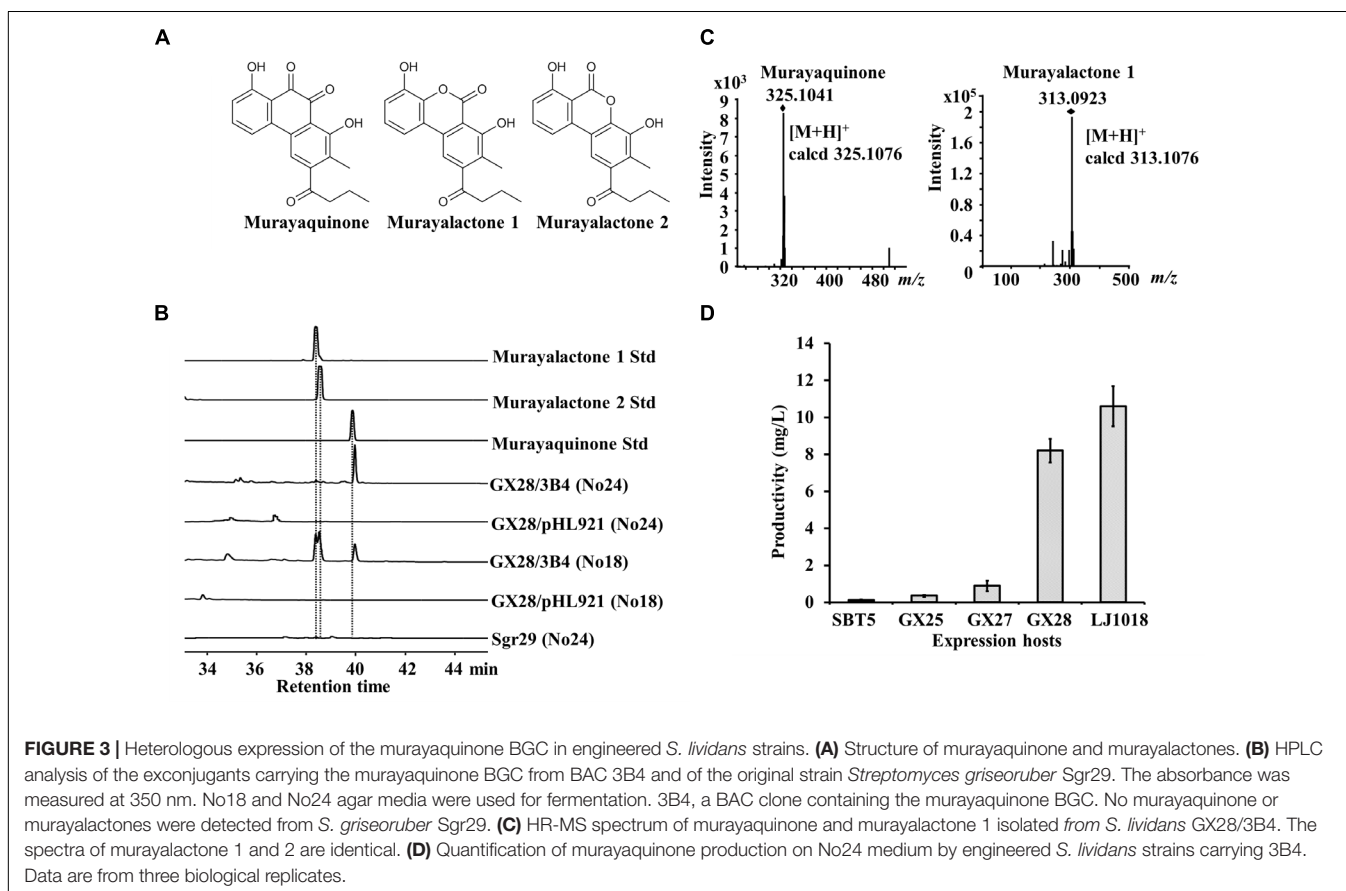 A
OH
O
O
OH
O
Murayaquinone
OH
O
O
OH
O
Murayalactone 1
OH
O
O
OH
O
Murayalactone 2
B
Murayalactone 1 Std
Murayalactone 2 Std
Murayaquinone Std
GX28/3B4 (No24)
GX28/pHL921 (No24)
GX28/3B4 (No18)
GX28/pHL921 (No18)
Sgr29 (No24)
34 36 38 40 42 44 min
Retention time
C
Murayaquinone
x10³
325.1041
[M+H]⁺
calcd 325.1076
Intensity
9
8
7
6
5
4
3
2
1
0
320 400 480 m/z
Murayalactone 1
x10⁵
313.0923
[M+H]⁺
calcd 313.1076
Intensity
2
1.6
1.2
0.8
0.4
0
100 300 500 m/z
D
Productivity (mg/L)
14
12
10
8
6
4
2
0
SBT5 GX25 GX27 GX28 LJ1018
Expression hosts
FIGURE 3 | Heterologous expression of the murayaquinone BGC in engineered S. lividans strains. (A) Structure of murayaquinone and murayalactones. (B) HPLC
analysis of the exconjugants carrying the murayaquinone BGC from BAC 3B4 and of the original strain Streptomyces griseoruber Sgr29. The absorbance was
measured at 350 nm. No18 and No24 agar media were used for fermentation. 3B4, a BAC clone containing the murayaquinone BGC. No murayaquinone or
murayalactones were detected from S. griseoruber Sgr29. (C) HR-MS spectrum of murayaquinone and murayalactone 1 isolated from S. lividans GX28/3B4. The
spectra of murayalactone 1 and 2 are identical. (D) Quantification of murayaquinone production on No24 medium by engineered S. lividans strains carrying 3B4.
Data are from three biological replicates.